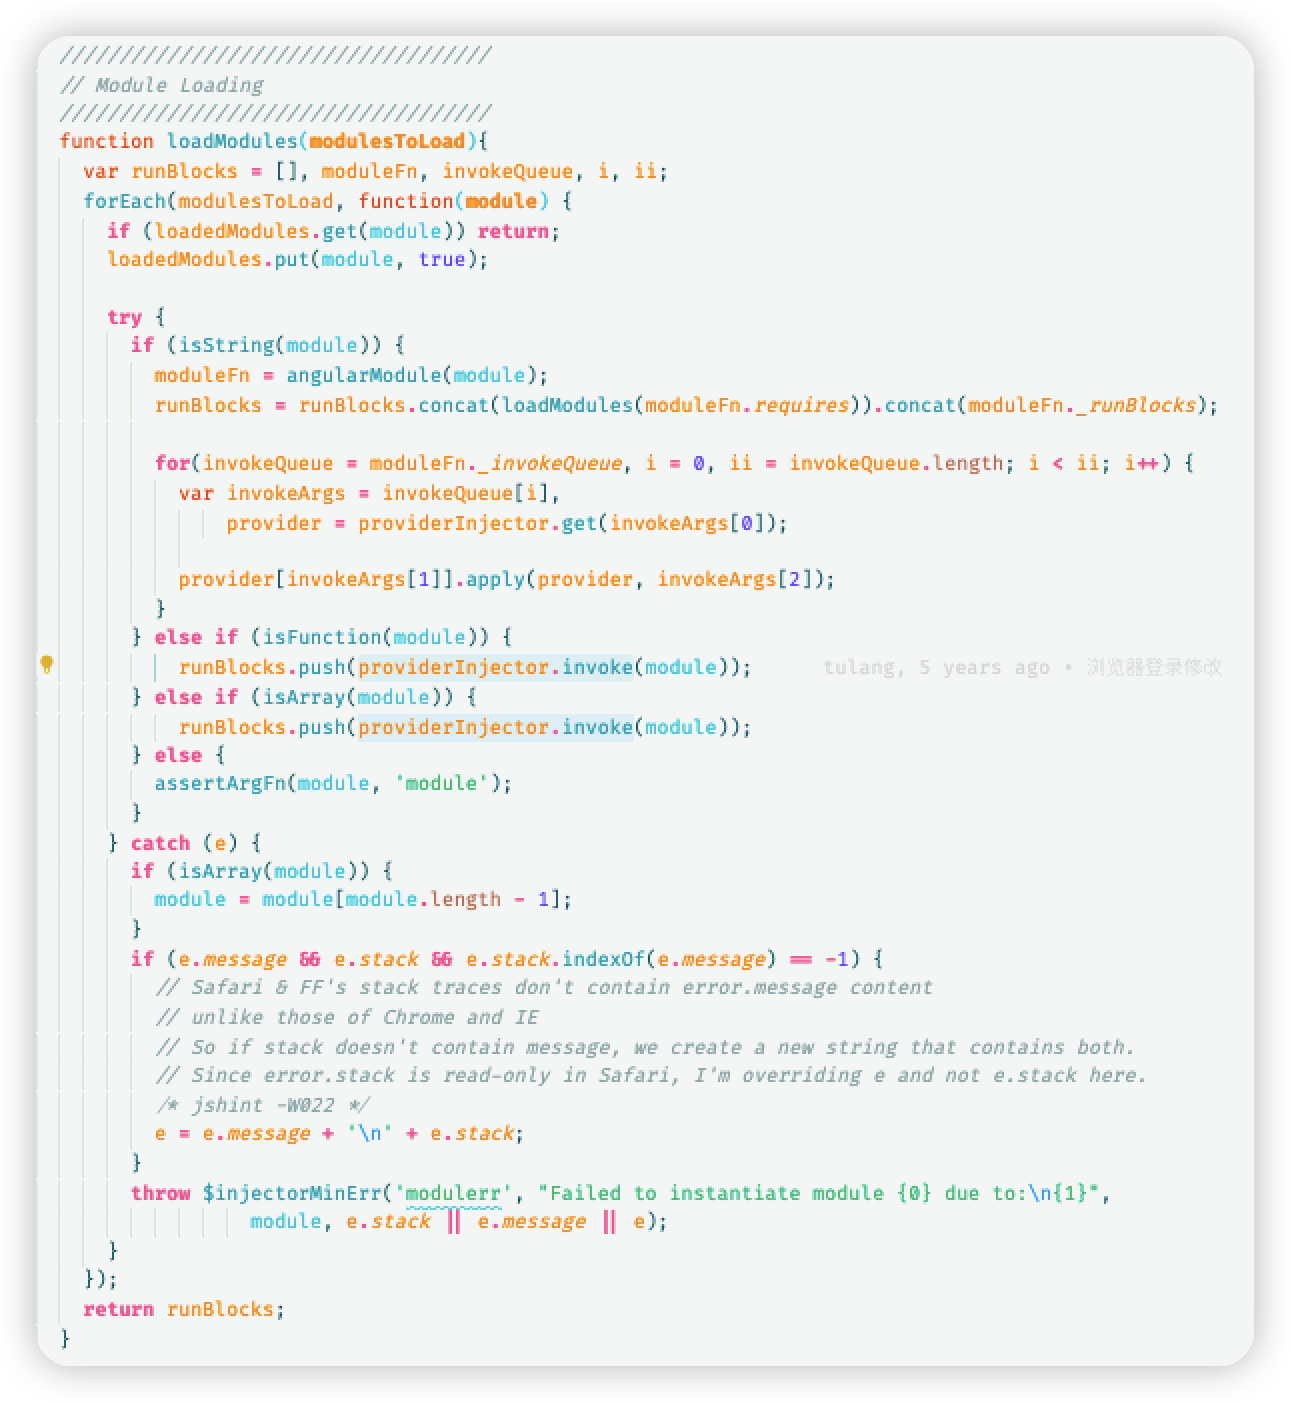 ////////////////////////////////////
// Module Loading
////////////////////////////////////
function loadModules(modulesToLoad){
  var runBlocks = [], moduleFn, invokeQueue, i, ii;
  forEach(modulesToLoad, function(module) {
    if (loadedModules.get(module)) return;
    loadedModules.put(module, true);

    try {
      if (isString(module)) {
        moduleFn = angularModule(module);
        runBlocks = runBlocks.concat(loadModules(moduleFn.requires)).concat(moduleFn._runBlocks);

        for(invokeQueue = moduleFn._invokeQueue, i = 0, ii = invokeQueue.length; i < ii; i++) {
          var invokeArgs = invokeQueue[i],
              provider = providerInjector.get(invokeArgs[0]);

          provider[invokeArgs[1]].apply(provider, invokeArgs[2]);
        }
      } else if (isFunction(module)) {
          runBlocks.push(providerInjector.invoke(module)); tulang, 5 years ago • 浏览器登录修改
      } else if (isArray(module)) {
          runBlocks.push(providerInjector.invoke(module));
      } else {
        assertArgFn(module, 'module');
      }
    } catch (e) {
      if (isArray(module)) {
        module = module[module.length - 1];
      }
      if (e.message && e.stack && e.stack.indexOf(e.message) == -1) {
        // Safari & FF's stack traces don't contain error.message content
        // unlike those of Chrome and IE
        // So if stack doesn't contain message, we create a new string that contains both.
        // Since error.stack is read-only in Safari, I'm overriding e and not e.stack here.
        /* jshint -W022 */
        e = e.message + '\n' + e.stack;
      }
      throw $injectorMinErr('modulerr', "Failed to instantiate module {0} due to:\n{1}",
                module, e.stack || e.message || e);
    }
  });
  return runBlocks;
}